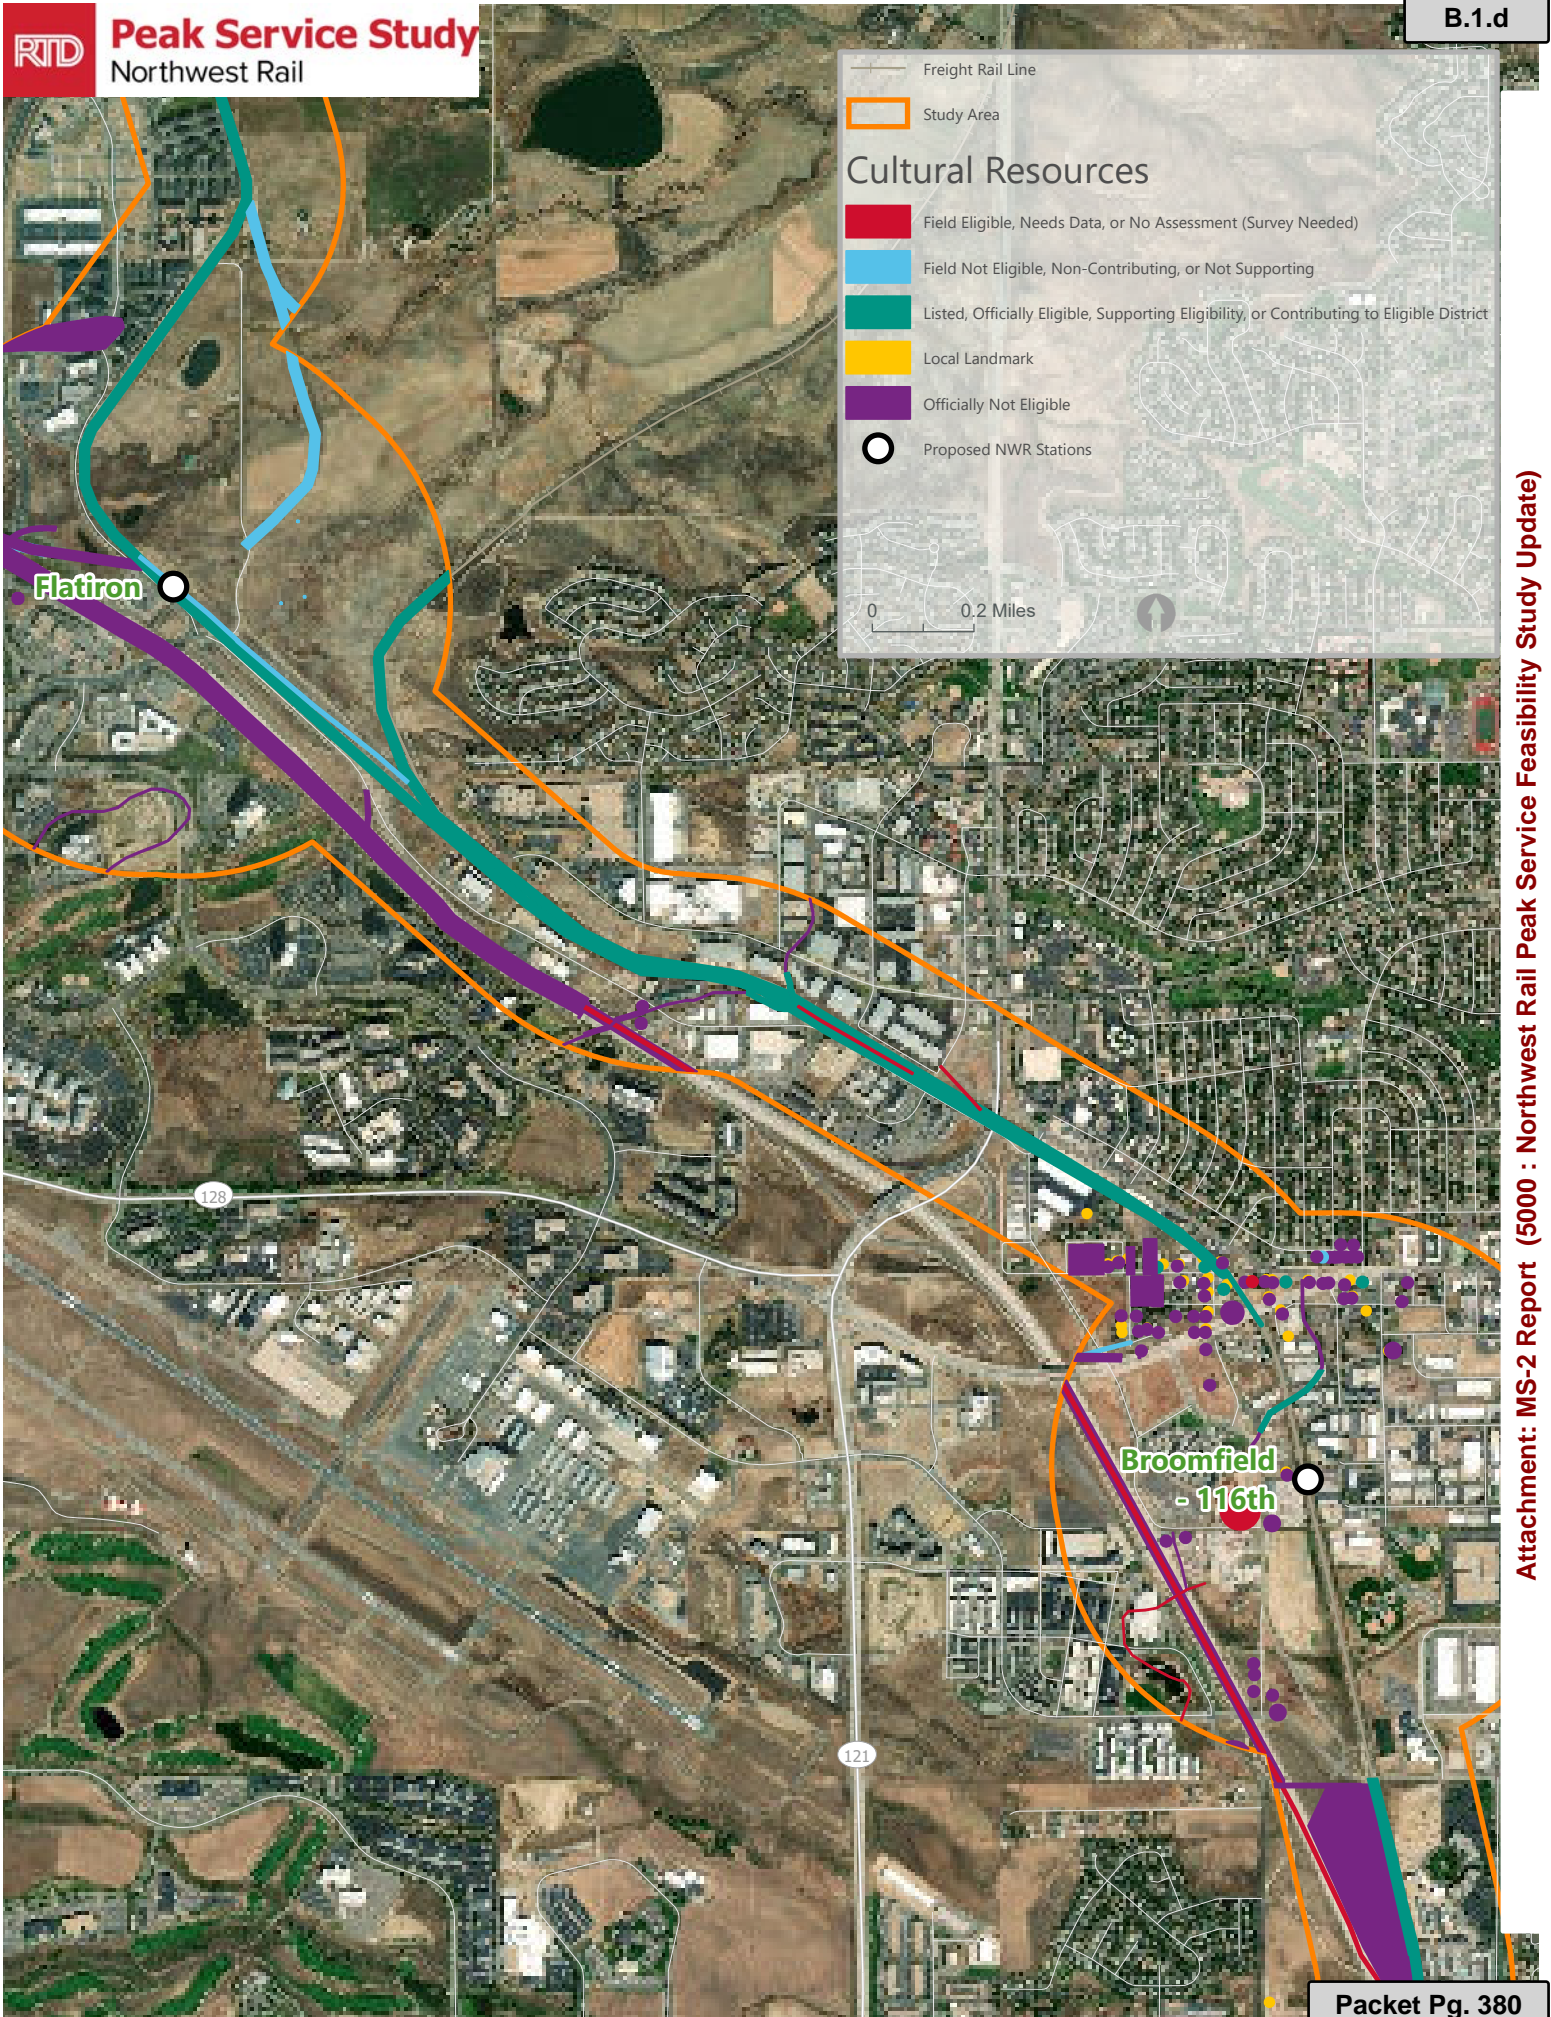 B.1.d
RTD
Peak Service Study
Northwest Rail
Freight Rail Line
Study Area
Cultural Resources
Field Eligible, Needs Data, or No Assessment (Survey Needed)
Field Not Eligible, Non-Contributing, or Not Supporting
Listed, Officially Eligible, Supporting Eligibility, or Contributing to Eligible District
Local Landmark
Officially Not Eligible
Proposed NWR Stations
0 0.2 Miles
Flatiron
128
Broomfield
- 116th
121
Attachment: MS-2 Report (5000 : Northwest Rail Peak Service Feasibility Study Update)
Packet Pg. 380